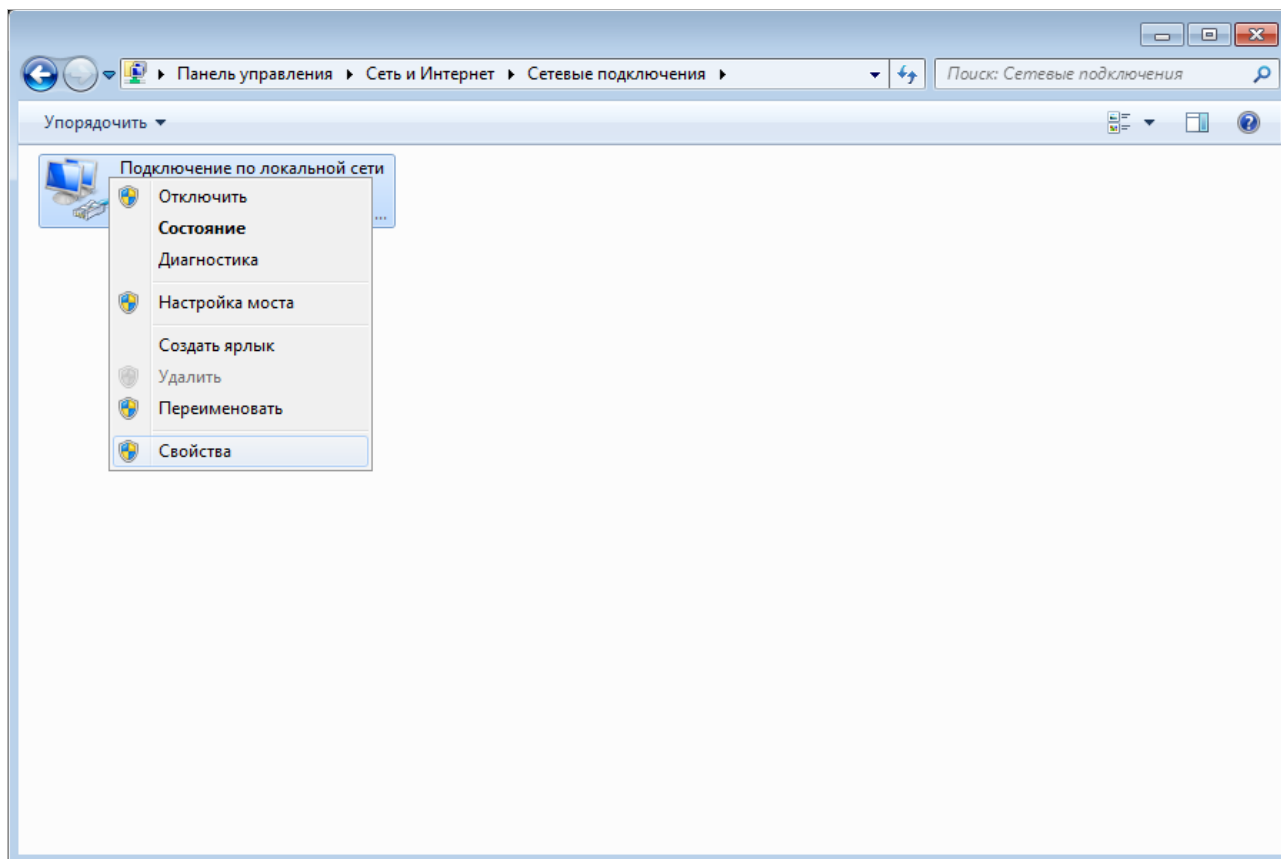 Панель управления ▸ Сеть и Интернет ▸ Сетевые подключения ▸
Поиск: Сетевые подключения
Упорядочить
Подключение по локальной сети
...
Отключить
Состояние
Диагностика
Настройка моста
Создать ярлык
Удалить
Переименовать
Свойства